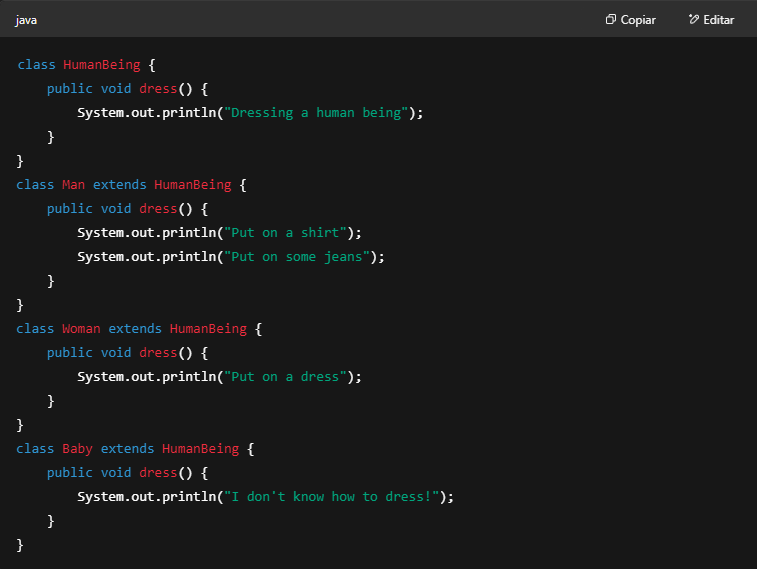 java
Copiar
Editar
class HumanBeing {
    public void dress() {
        System.out.println("Dressing a human being");
    }
}
class Man extends HumanBeing {
    public void dress() {
        System.out.println("Put on a shirt");
        System.out.println("Put on some jeans");
    }
}
class Woman extends HumanBeing {
    public void dress() {
        System.out.println("Put on a dress");
    }
}
class Baby extends HumanBeing {
    public void dress() {
        System.out.println("I don't know how to dress!");
    }
}